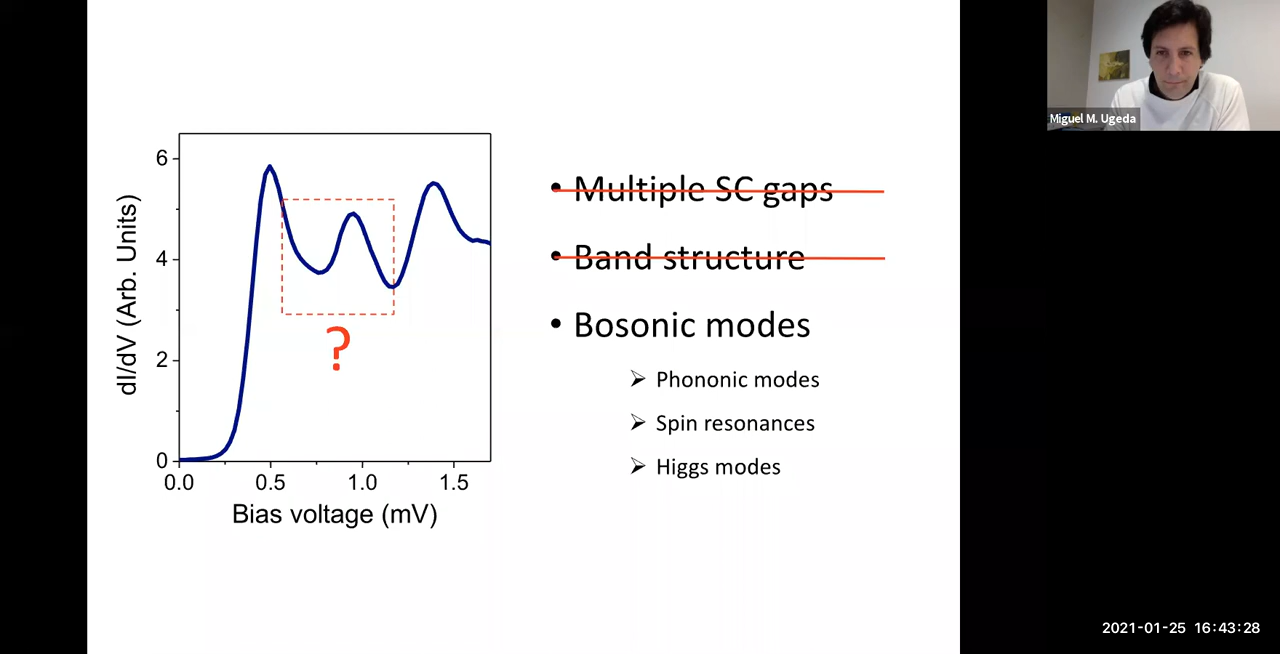 Miguel M. Ugeda
6
4
2
0
dI/dV (Arb. Units)
?
0.0 0.5 1.0 1.5
Bias voltage (mV)
• Multiple SC gaps
• Band structure
• Bosonic modes
➢ Phononic modes
➢ Spin resonances
➢ Higgs modes
2021-01-25 16:43:28